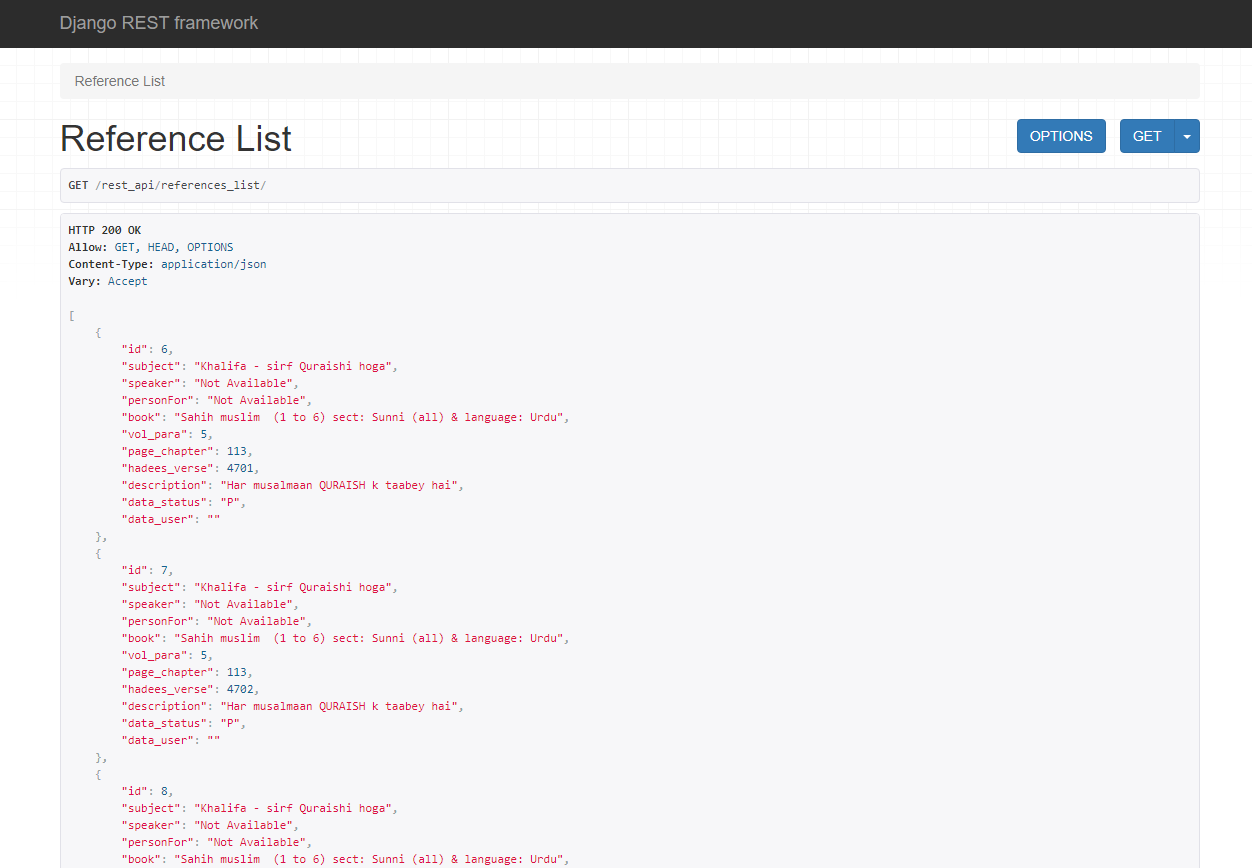 Django REST framework
Reference List
Reference List
OPTIONS
GET
GET /rest_api/references_list/
HTTP 200 OK
Allow: GET, HEAD, OPTIONS
Content-Type: application/json
Vary: Accept
[
    {
        "id": 6,
        "subject": "Khalifa - sirf Quraishi hoga",
        "speaker": "Not Available",
        "personFor": "Not Available",
        "book": "Sahih muslim  (1 to 6) sect: Sunni (all) & language: Urdu",
        "vol_para": 5,
        "page_chapter": 113,
        "hadees_verse": 4701,
        "description": "Har musalmaan QURAISH k taabey hai",
        "data_status": "P",
        "data_user": ""
    },
    {
        "id": 7,
        "subject": "Khalifa - sirf Quraishi hoga",
        "speaker": "Not Available",
        "personFor": "Not Available",
        "book": "Sahih muslim  (1 to 6) sect: Sunni (all) & language: Urdu",
        "vol_para": 5,
        "page_chapter": 113,
        "hadees_verse": 4702,
        "description": "Har musalmaan QURAISH k taabey hai",
        "data_status": "P",
        "data_user": ""
    },
    {
        "id": 8,
        "subject": "Khalifa - sirf Quraishi hoga",
        "speaker": "Not Available",
        "personFor": "Not Available",
        "book": "Sahih muslim  (1 to 6) sect: Sunni (all) & language: Urdu",